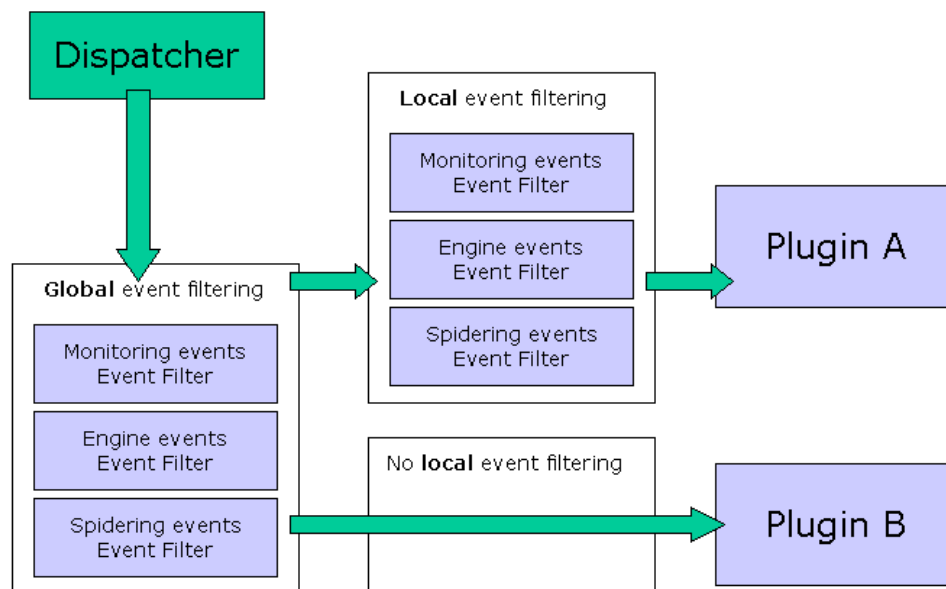 Dispatcher
Local event filtering
Monitoring events
Event Filter
Engine events
Event Filter
Spidering events
Event Filter
Plugin A
Global event filtering
Monitoring events
Event Filter
Engine events
Event Filter
Spidering events
Event Filter
No local event filtering
Plugin B